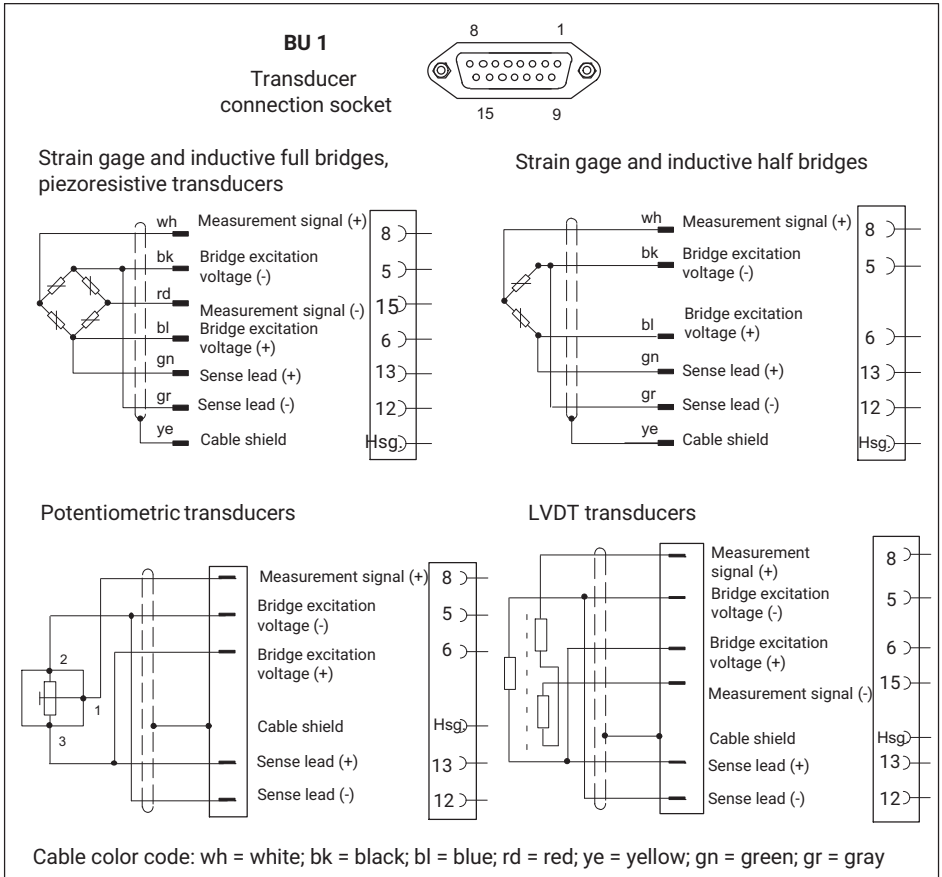 BU 1
Transducer
connection socket
8 1
15 9
Strain gage and inductive full bridges,
piezoresistive transducers
wh Measurement signal (+) 8
bk Bridge excitation
voltage (-) 5
rd Measurement signal (-) 15
bl Bridge excitation
voltage (+) 6
gn Sense lead (+) 13
gr Sense lead (-) 12
ye Cable shield Hsg.
Strain gage and inductive half bridges
wh Measurement signal (+) 8
bk Bridge excitation
voltage (-) 5
bl Bridge excitation
voltage (+) 6
gn Sense lead (+) 13
gr Sense lead (-) 12
ye Cable shield Hsg.
Potentiometric transducers
Measurement signal (+) 8
Bridge excitation
voltage (-) 5
Bridge excitation
voltage (+) 6
2
1
3
Cable shield Hsg.
Sense lead (+) 13
Sense lead (-) 12
LVDT transducers
Measurement
signal (+) 8
Bridge excitation
voltage (-) 5
Bridge excitation
voltage (+) 6
Measurement signal (-) 15
Cable shield Hsg.
Sense lead (+) 13
Sense lead (-) 12
Cable color code: wh = white; bk = black; bl = blue; rd = red; ye = yellow; gn = green; gr = gray